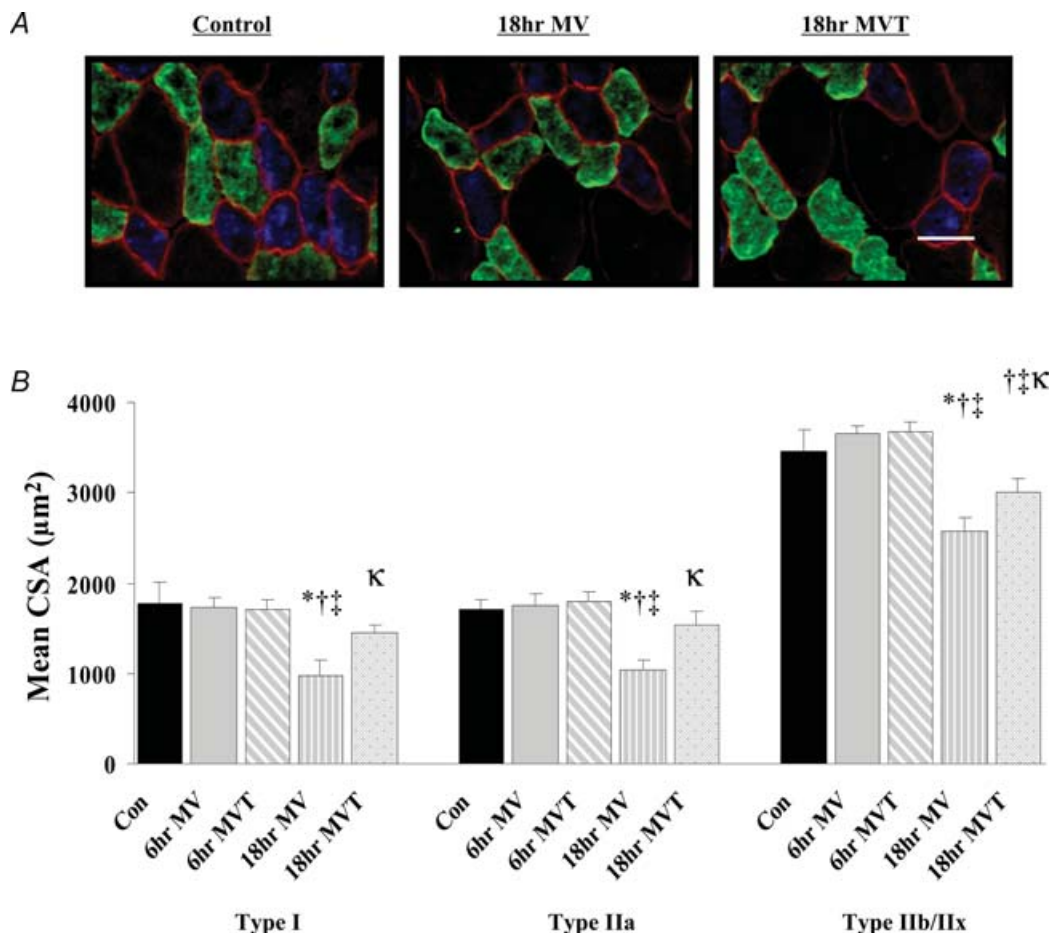 A
Control
18hr MV
18hr MVT
B
Mean CSA (µm²)
4000
3000
2000
1000
0
*†‡
κ
*†‡
κ
*†‡
†‡κ
Con
6hr MV
6hr MVT
18hr MV
18hr MVT
Con
6hr MV
6hr MVT
18hr MV
18hr MVT
Con
6hr MV
6hr MVT
18hr MV
18hr MVT
Type I
Type IIa
Type IIb/IIx